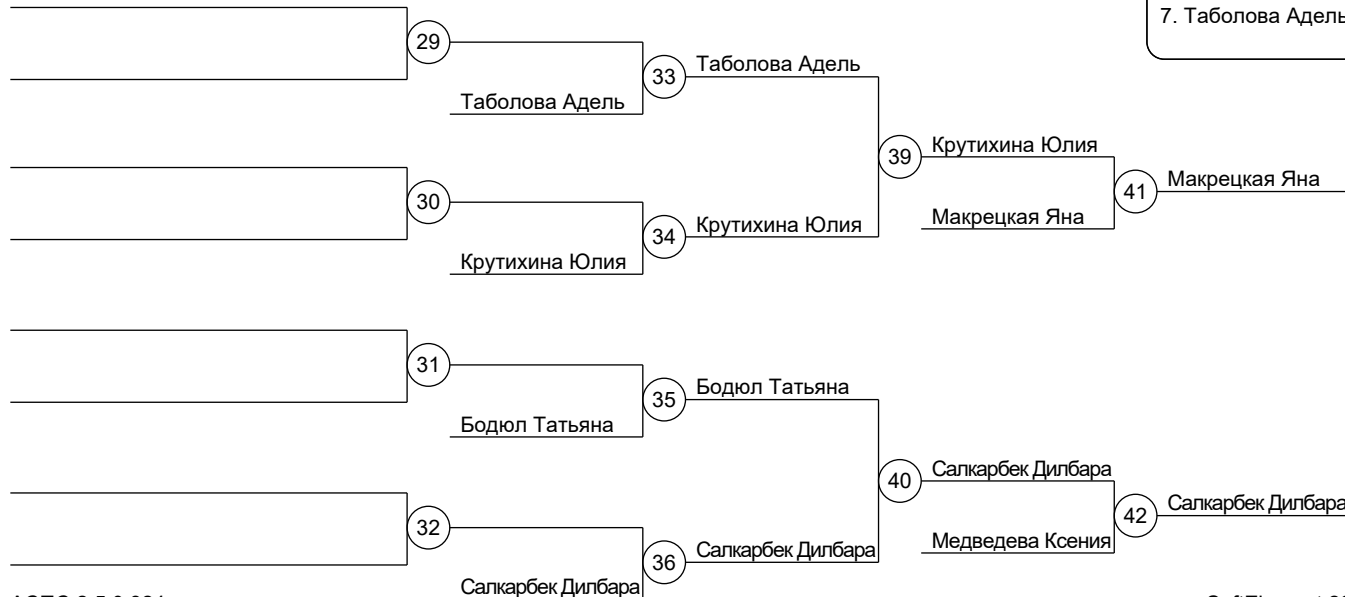 7. Таболова Адель
29
33
Таболова Адель
Таболова Адель
39
Крутихина Юлия
41
Макрецкая Яна
30
34
Крутихина Юлия
Макрецкая Яна
Крутихина Юлия
31
35
Бодюл Татьяна
Бодюл Татьяна
40
Салкарбек Дилбара
42
Салкарбек Дилбара
32
36
Салкарбек Дилбара
Медведева Ксения
Салкарбек Дилбара